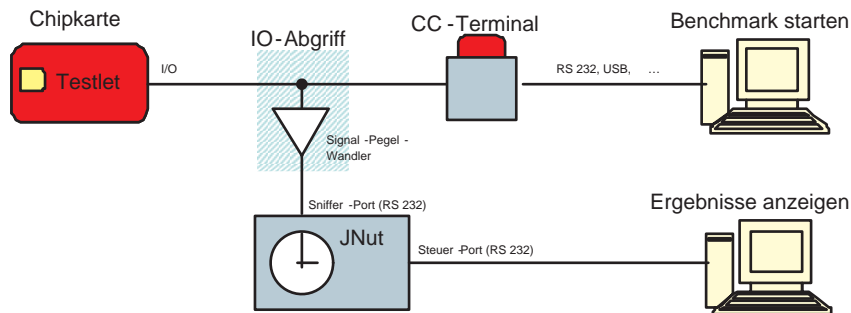 Chipkarte
IO-Abgriff
CC-Terminal
Benchmark starten
Testlet
I/O
RS 232, USB, ...
Signal-Pegel-
Wandler
Sniffer-Port (RS 232)
Ergebnisse anzeigen
JNut
Steuer-Port (RS 232)